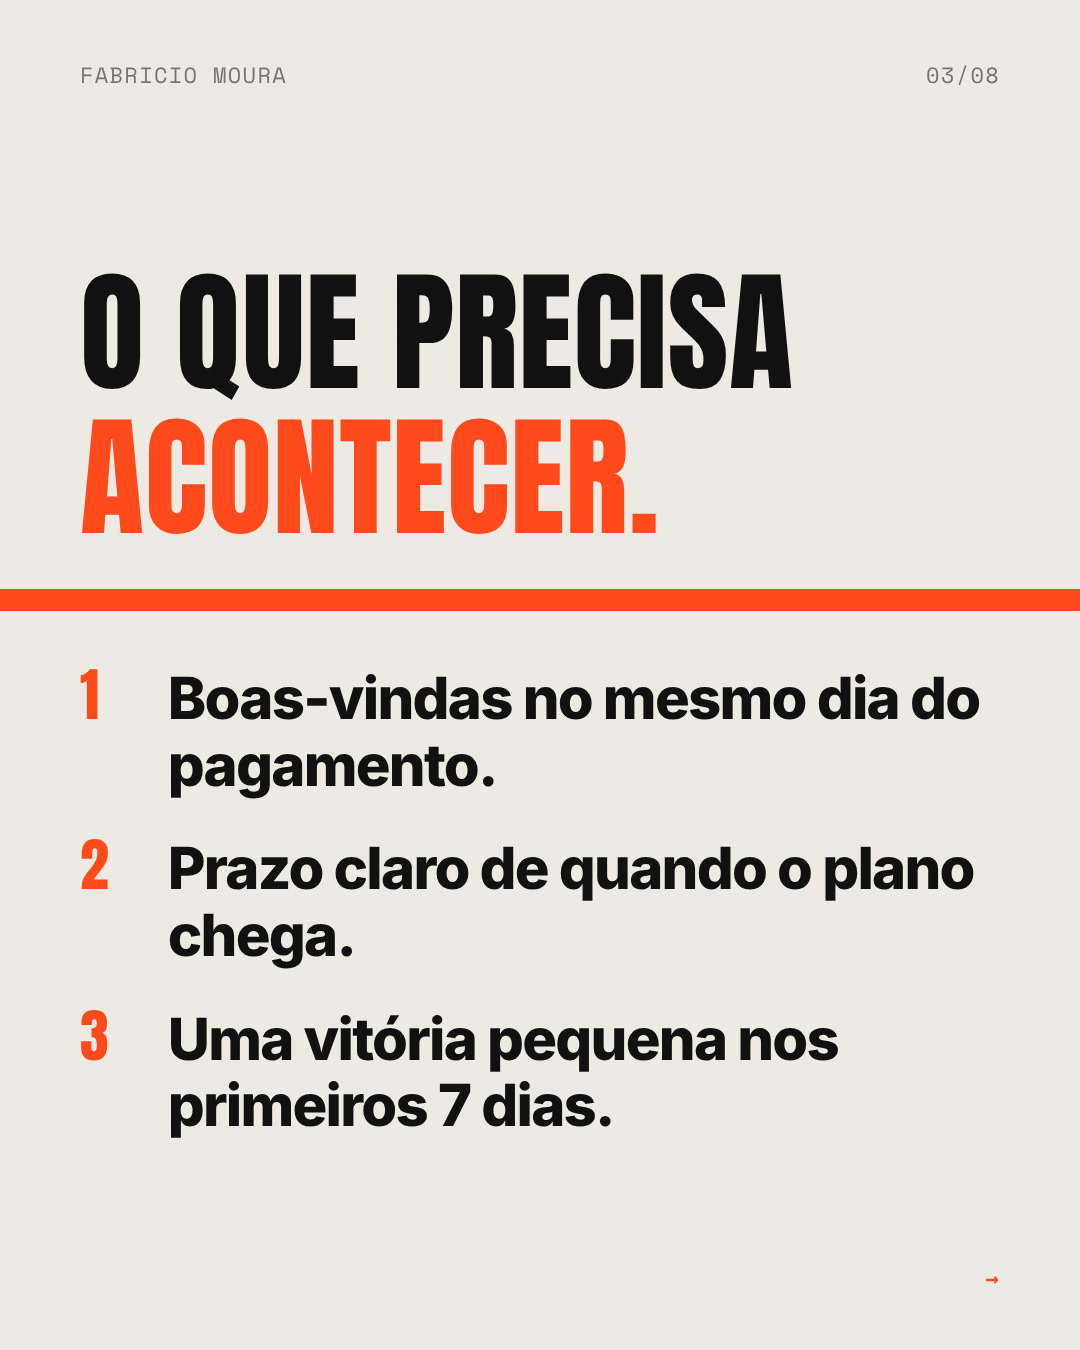 FABRICIO MOURA
03/08
O QUE PRECISA
ACONTECER.
1 Boas-vindas no mesmo dia do
pagamento.
2 Prazo claro de quando o plano
chega.
3 Uma vitória pequena nos
primeiros 7 dias.
→